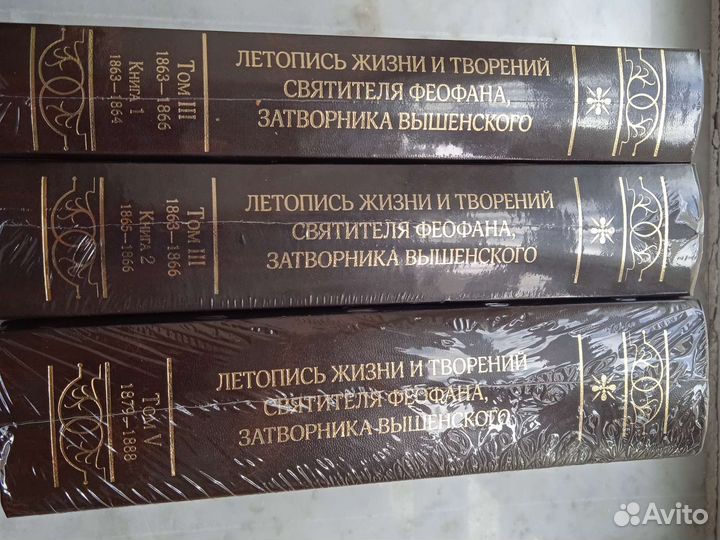 ЛЕТОПИСЬ ЖИЗНИ И ТВОРЕНИЙ
СВЯТИТЕЛЯ ФЕОФАНА,
ЗАТВОРНИКА ВЫШЕНСКОГО
ТОМ III
1863—1866
КНИГА 1
1863—1864
ЛЕТОПИСЬ ЖИЗНИ И ТВОРЕНИЙ
СВЯТИТЕЛЯ ФЕОФАНА,
ЗАТВОРНИКА ВЫШЕНСКОГО
ТОМ III
1863—1866
КНИГА 2
1865—1866
ЛЕТОПИСЬ ЖИЗНИ И ТВОРЕНИЙ
СВЯТИТЕЛЯ ФЕОФАНА,
ЗАТВОРНИКА ВЫШЕНСКОГО
ТОМ V
1879—1888
Avito